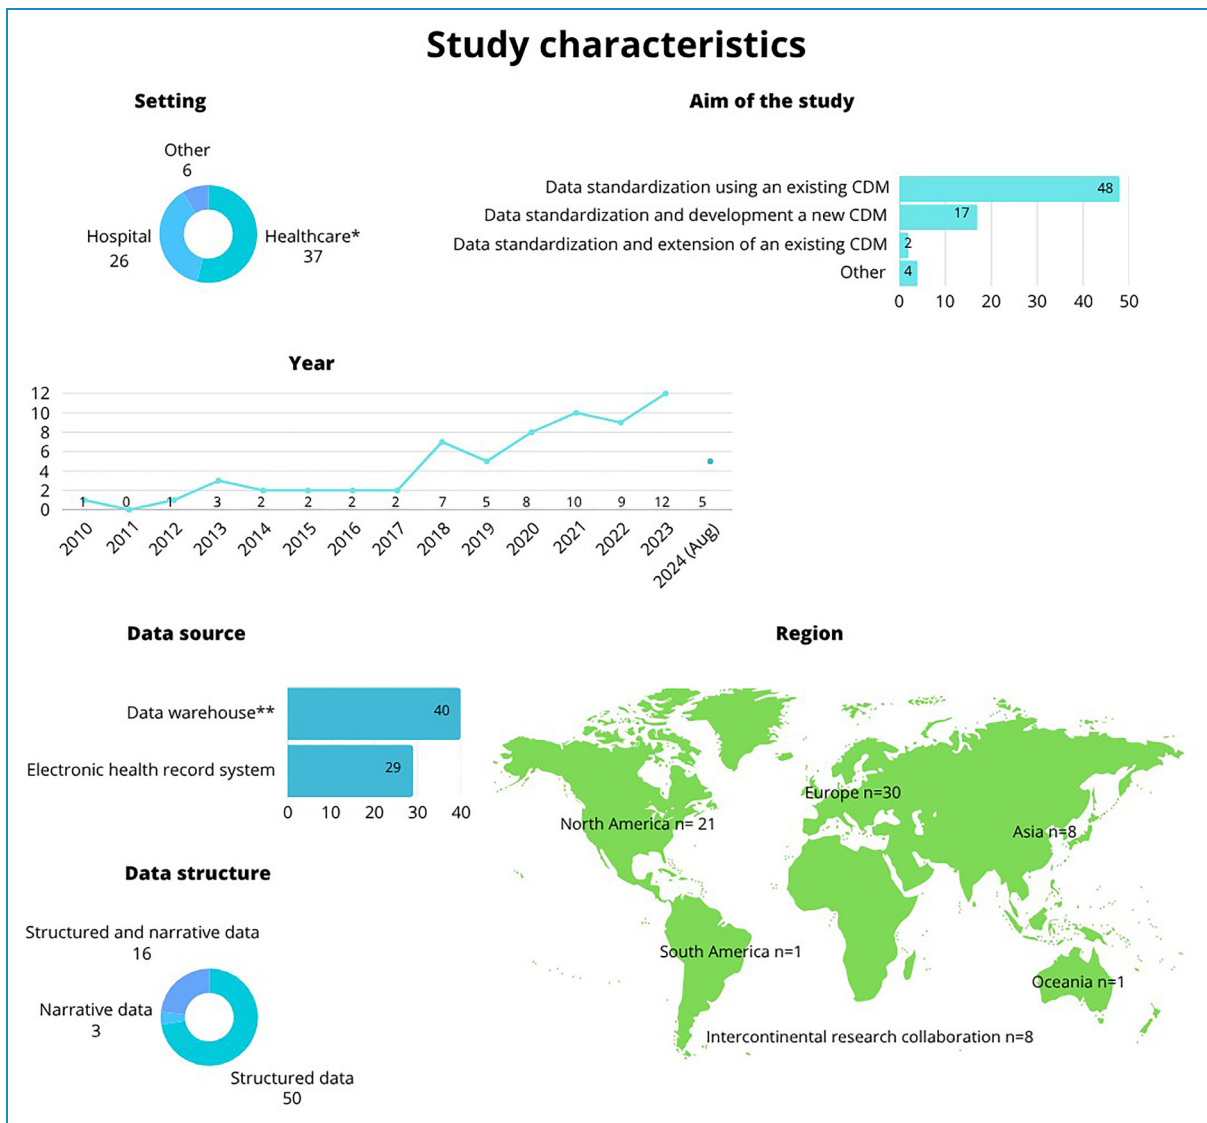 Study characteristics
Setting
Other
6
Hospital
26
Healthcare*
37
Aim of the study
Data standardization using an existing CDM
48
Data standardization and development a new CDM
17
Data standardization and extension of an existing CDM
2
Other
4
0 10 20 30 40 50
Year
12
10
8
6
4
2
0
1 0 1 3 2 2 2 2 7 5 8 10 9 12 5
2010 2011 2012 2013 2014 2015 2016 2017 2018 2019 2020 2021 2022 2023 2024 (Aug)
Data source
Data warehouse**
40
Electronic health record system
29
0 10 20 30 40
Data structure
Structured and narrative data
16
Narrative data
3
Structured data
50
Region
Europe n=30
North America n= 21
Asia n=8
South America n=1
Oceania n=1
Intercontinental research collaboration n=8